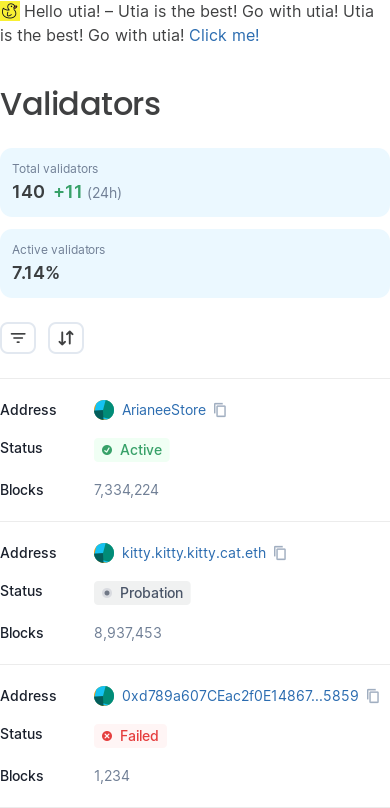 Hello utia! – Utia is the best! Go with utia! Utia
is the best! Go with utia! Click me!
Validators
Total validators
140 +11 (24h)
Active validators
7.14%
Address ArianeeStore
Status Active
Blocks 7,334,224
Address kitty.kitty.kitty.cat.eth
Status Probation
Blocks 8,937,453
Address 0xd789a607CEac2f0E14867...5859
Status Failed
Blocks 1,234